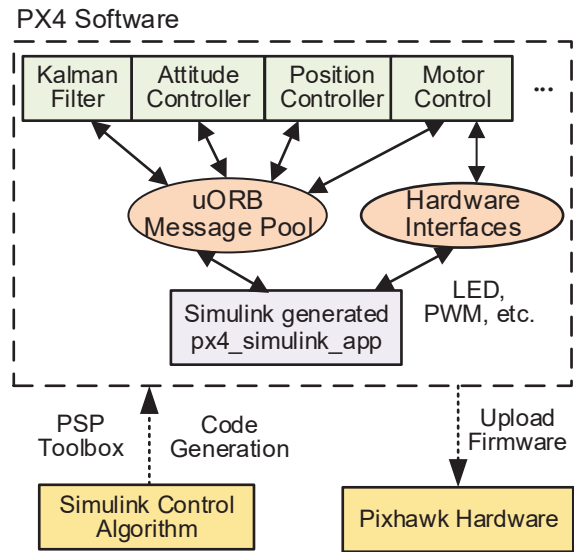 PX4 Software
Kalman
Filter
Attitude
Controller
Position
Controller
Motor
Control
...
uORB
Message Pool
Hardware
Interfaces
LED,
PWM, etc.
Simulink generated
px4_simulink_app
PSP
Toolbox
Code
Generation
Upload
Firmware
Simulink Control
Algorithm
Pixhawk Hardware